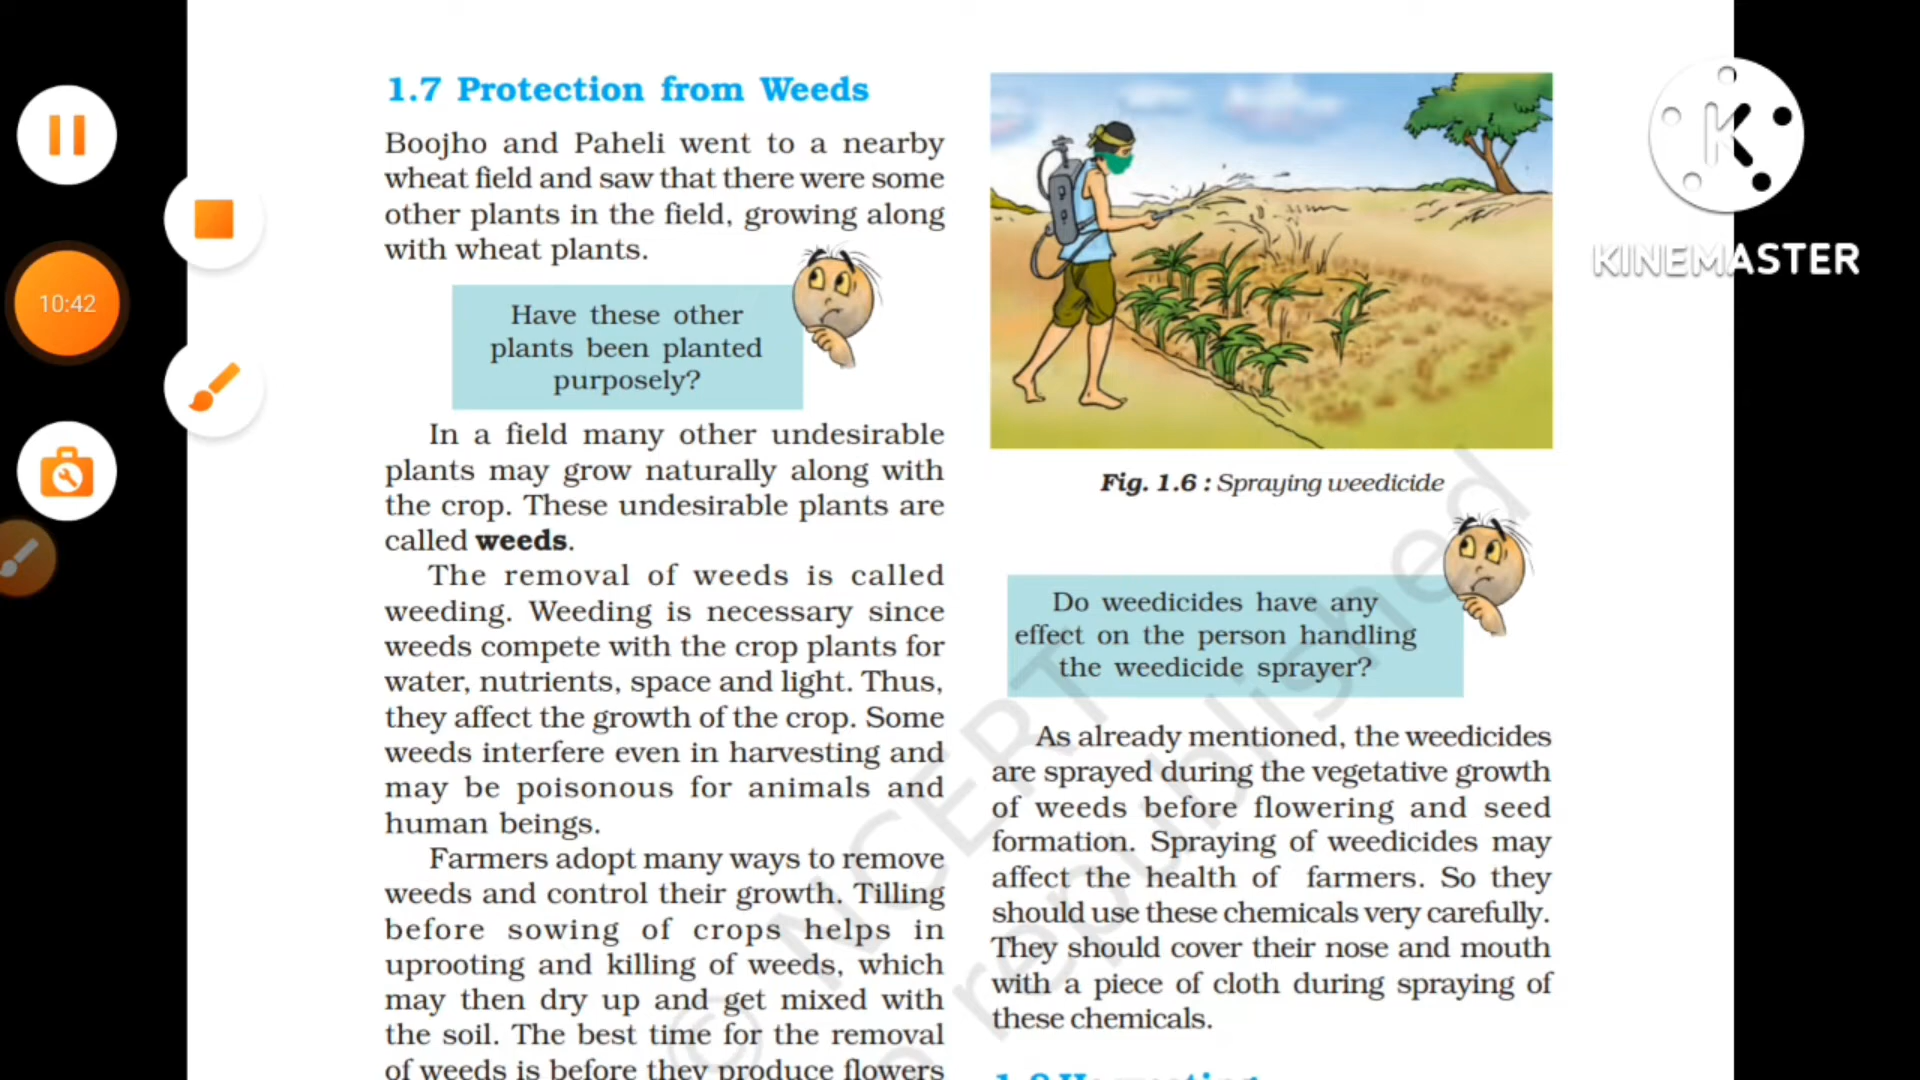 1.7 Protection from Weeds
Boojho and Paheli went to a nearby
wheat field and saw that there were some
other plants in the field, growing along
with wheat plants.
Have these other
plants been planted
purposely?
In a field many other undesirable
plants may grow naturally along with
the crop. These undesirable plants are
called weeds.
The removal of weeds is called
weeding. Weeding is necessary since
weeds compete with the crop plants for
water, nutrients, space and light. Thus,
they affect the growth of the crop. Some
weeds interfere even in harvesting and
may be poisonous for animals and
human beings.
Farmers adopt many ways to remove
weeds and control their growth. Tilling
before sowing of crops helps in
uprooting and killing of weeds, which
may then dry up and get mixed with
the soil. The best time for the removal
of weeds is before they produce flowers
Fig. 1.6 : Spraying weedicide
Do weedicides have any
effect on the person handling
the weedicide sprayer?
As already mentioned, the weedicides
are sprayed during the vegetative growth
of weeds before flowering and seed
formation. Spraying of weedicides may
affect the health of farmers. So they
should use these chemicals very carefully.
They should cover their nose and mouth
with a piece of cloth during spraying of
these chemicals.
10:42
K
KINEMASTER
© NCERT
republished